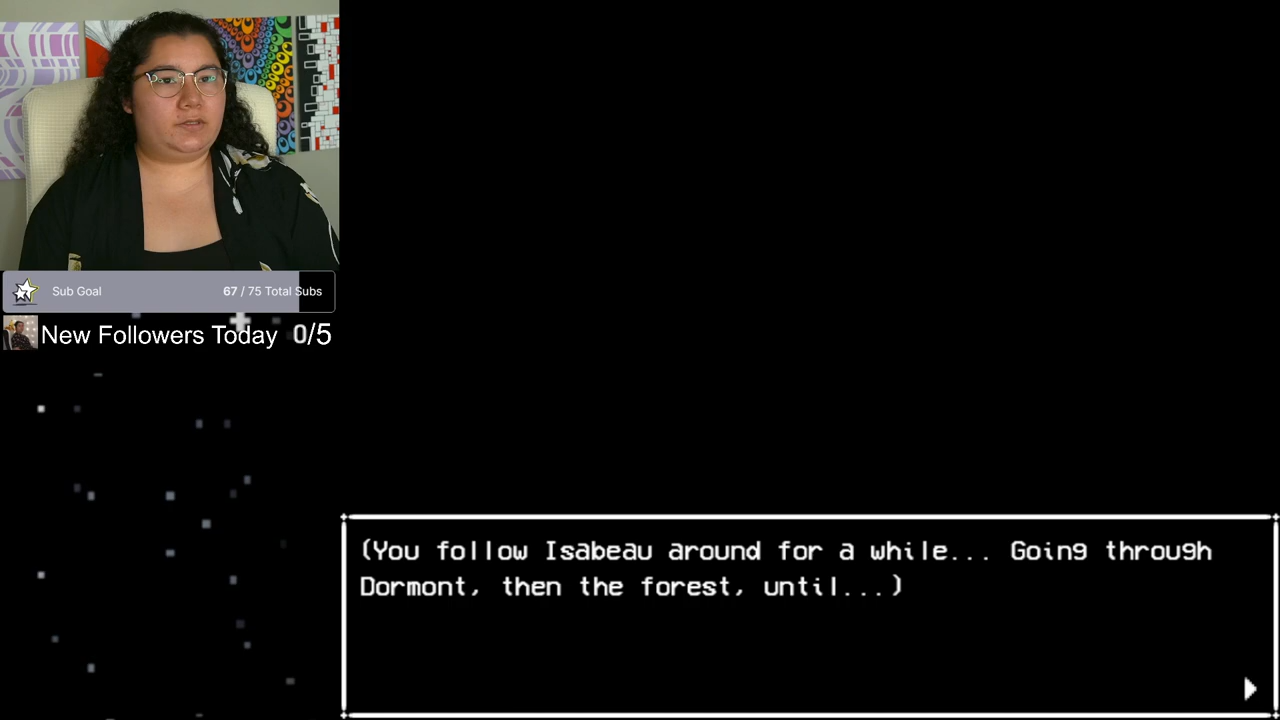 Sub Goal
67 / 75 Total Subs
New Followers Today 0/5
(You follow Isabeau around for a while... Going through
Dormont, then the forest, until...)